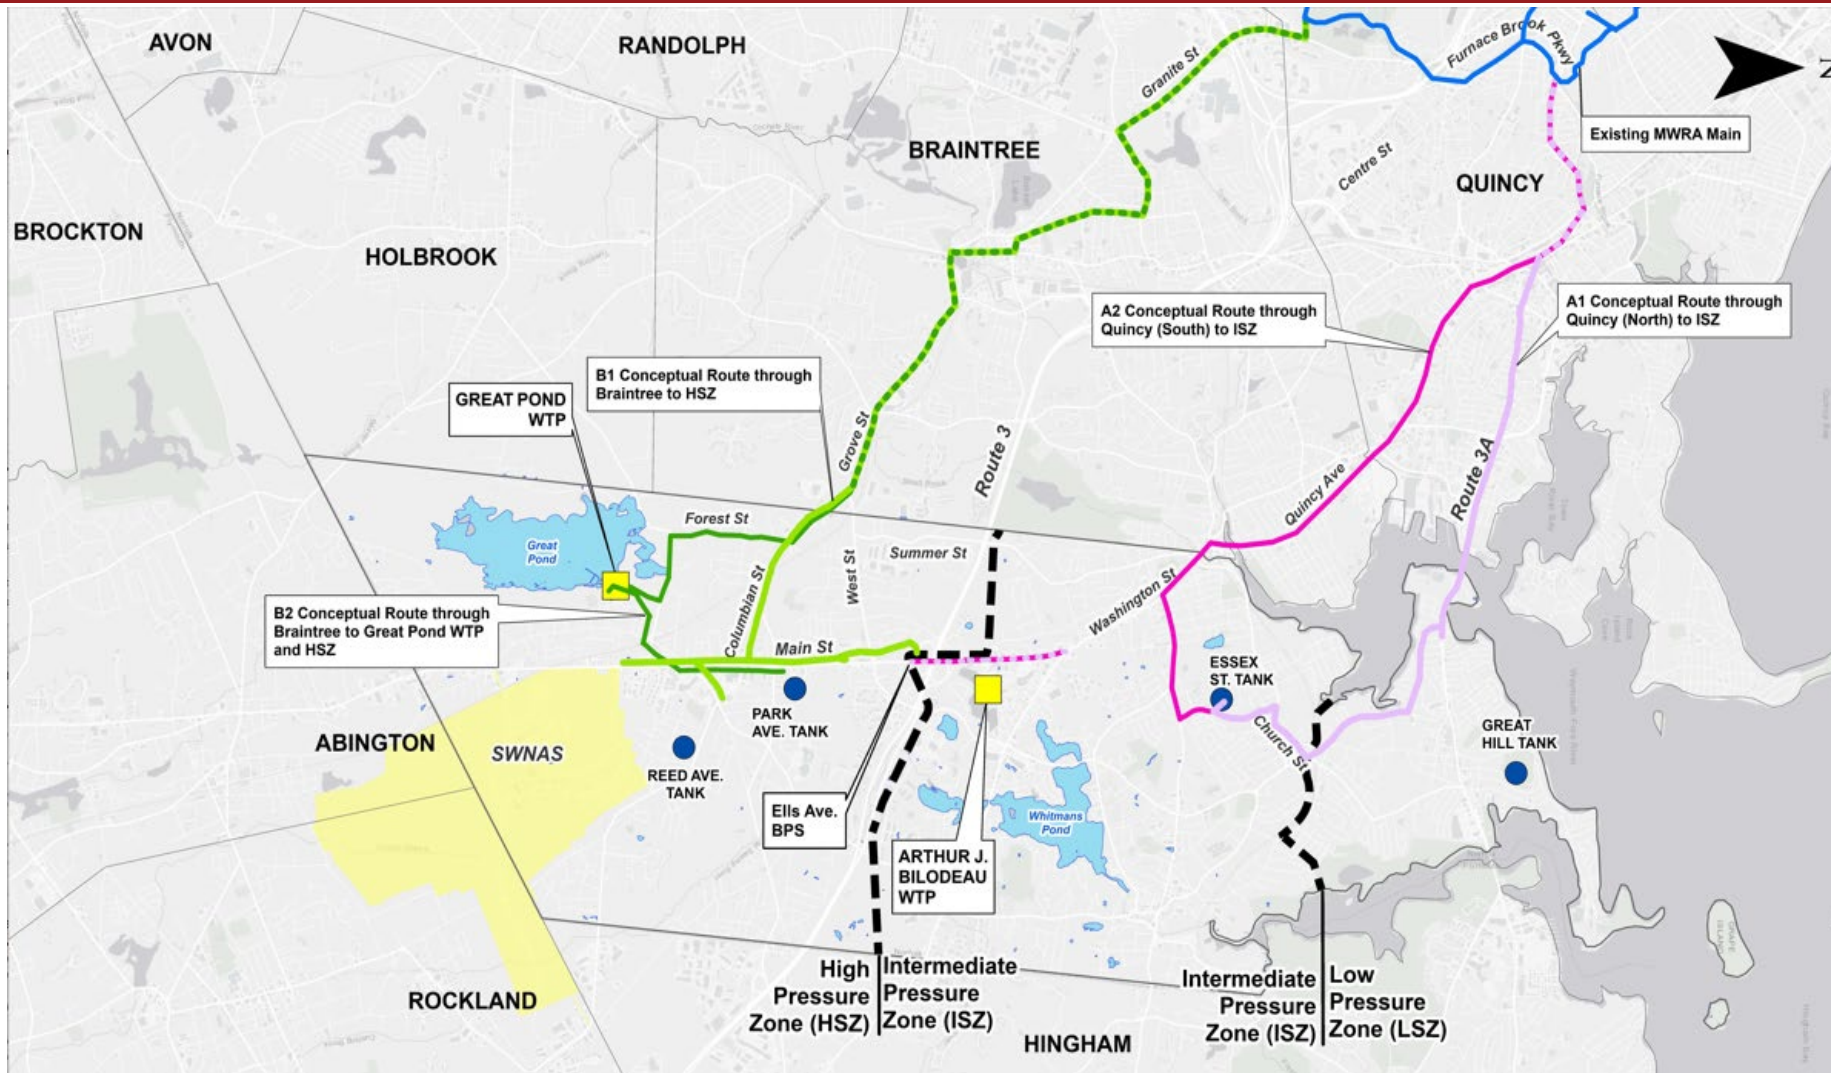 AVON
RANDOLPH
Granite St
Furnace Brook Pkwy
N
Existing MWRA Main
BRAINTREE
Centre St
QUINCY
BROCKTON
HOLBROOK
A2 Conceptual Route through
Quincy (South) to ISZ
A1 Conceptual Route through
Quincy (North) to ISZ
B1 Conceptual Route through
Braintree to HSZ
GREAT POND
WTP
Grove St
Route 3
Route 3A
Quincy Ave
Forest St
Great
Pond
West St
Summer St
Columbian St
Washington St
B2 Conceptual Route through
Braintree to Great Pond WTP
and HSZ
Main St
ESSEX
ST. TANK
PARK
AVE. TANK
Church St
GREAT
HILL TANK
ABINGTON
SWNAS
REED AVE.
TANK
Ells Ave.
BPS
Whitmans
Pond
ARTHUR J.
BILODEAU
WTP
GRAPE
ISLAND
High
Pressure
Zone (HSZ)
Intermediate
Pressure
Zone (ISZ)
Intermediate
Pressure
Zone (ISZ)
Low
Pressure
Zone (LSZ)
ROCKLAND
HINGHAM